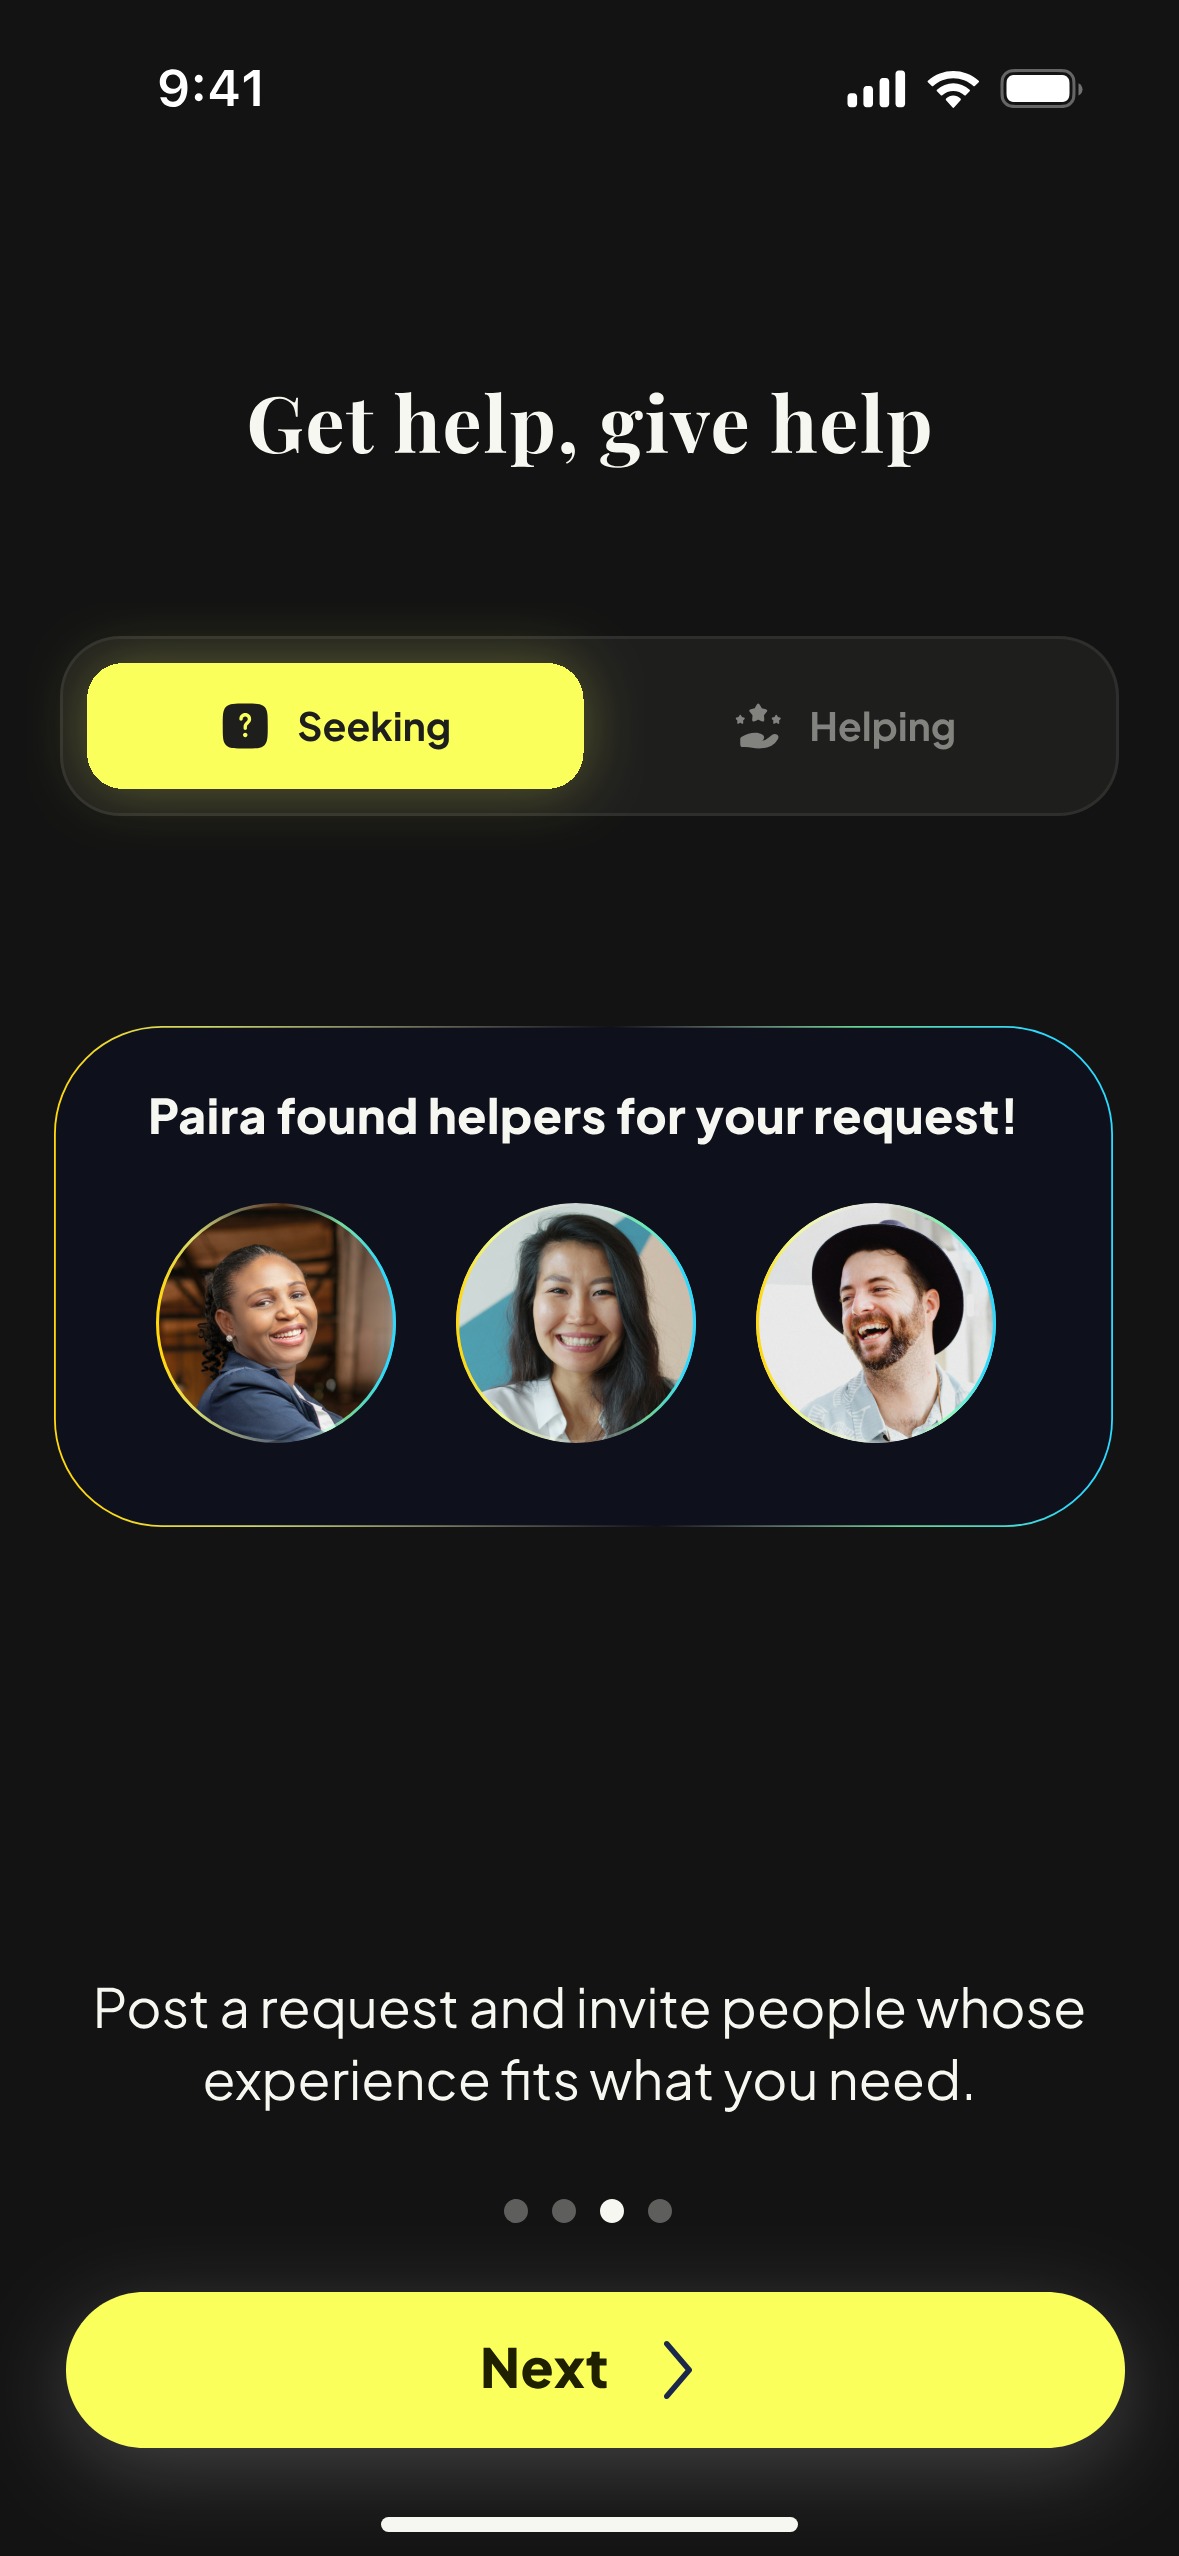 9:41
Get help, give help
? Seeking
Helping
Paira found helpers for your request!
Post a request and invite people whose
experience fits what you need.
Next